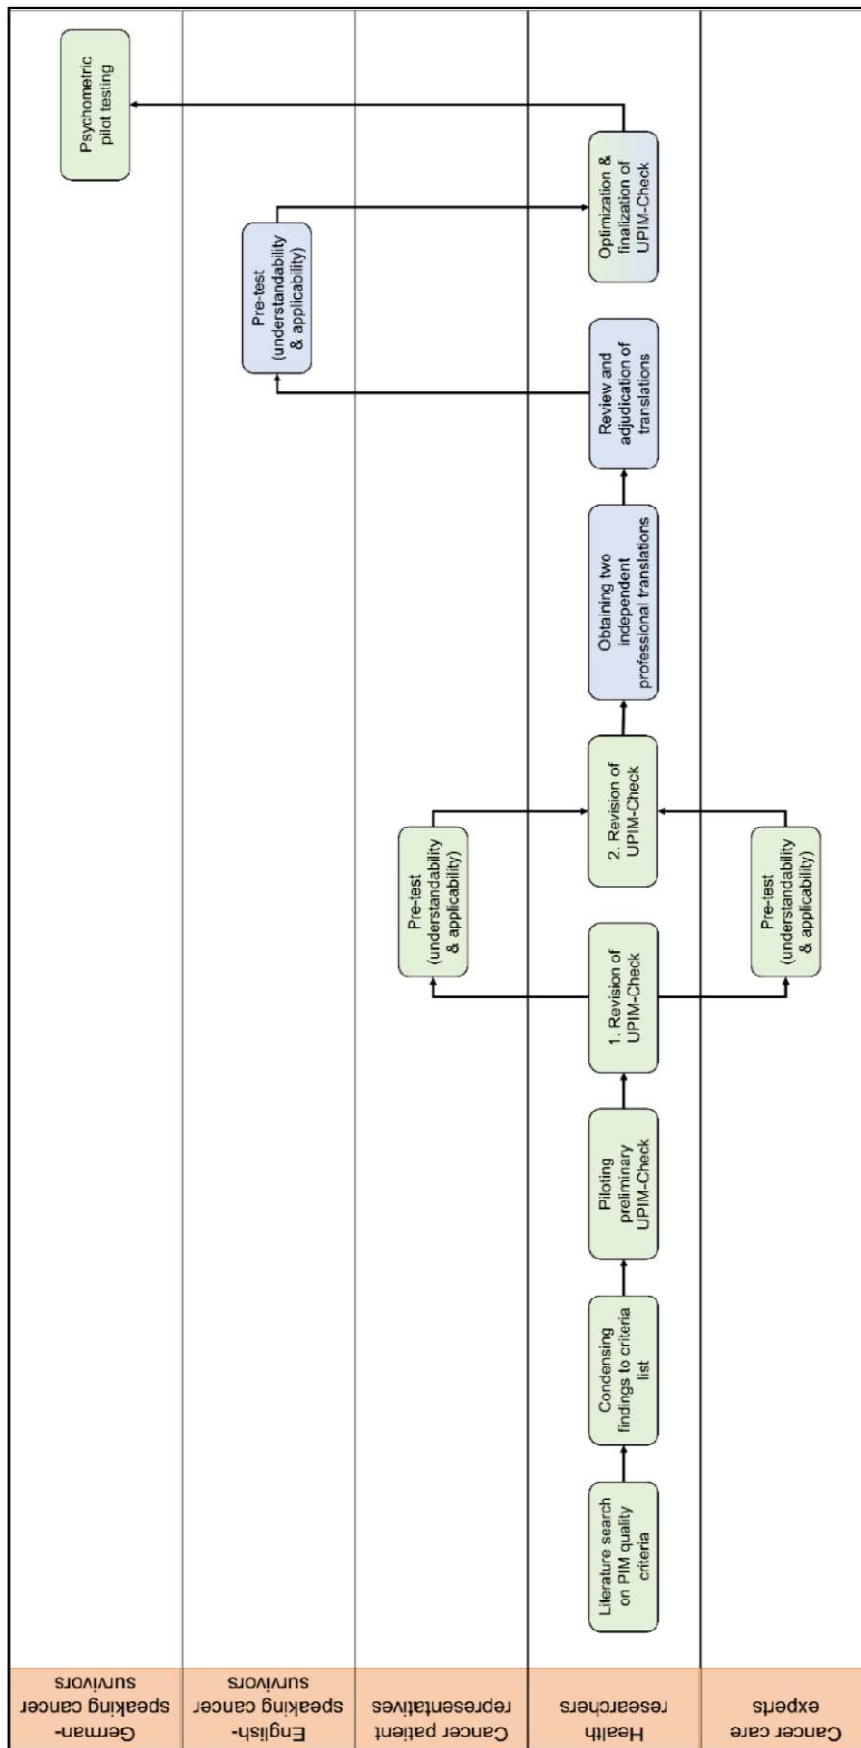 German-
speaking cancer
survivors
English-
speaking cancer
survivors
Cancer patient
representatives
Health
researchers
Cancer care
experts
Literature search
on PIM quality
criteria
Condensing
findings to criteria
list
Piloting
preliminary
UPIM-Check
1. Revision of
UPIM-Check
Pre-test
(understandability
& applicability)
Pre-test
(understandability
& applicability)
2. Revision of
UPIM-Check
Obtaining two
independent
professional translations
Review and
adjudication of
translations
Pre-test
(understandability
& applicability)
Optimization &
finalization of
UPIM-Check
Psychometric
pilot testing